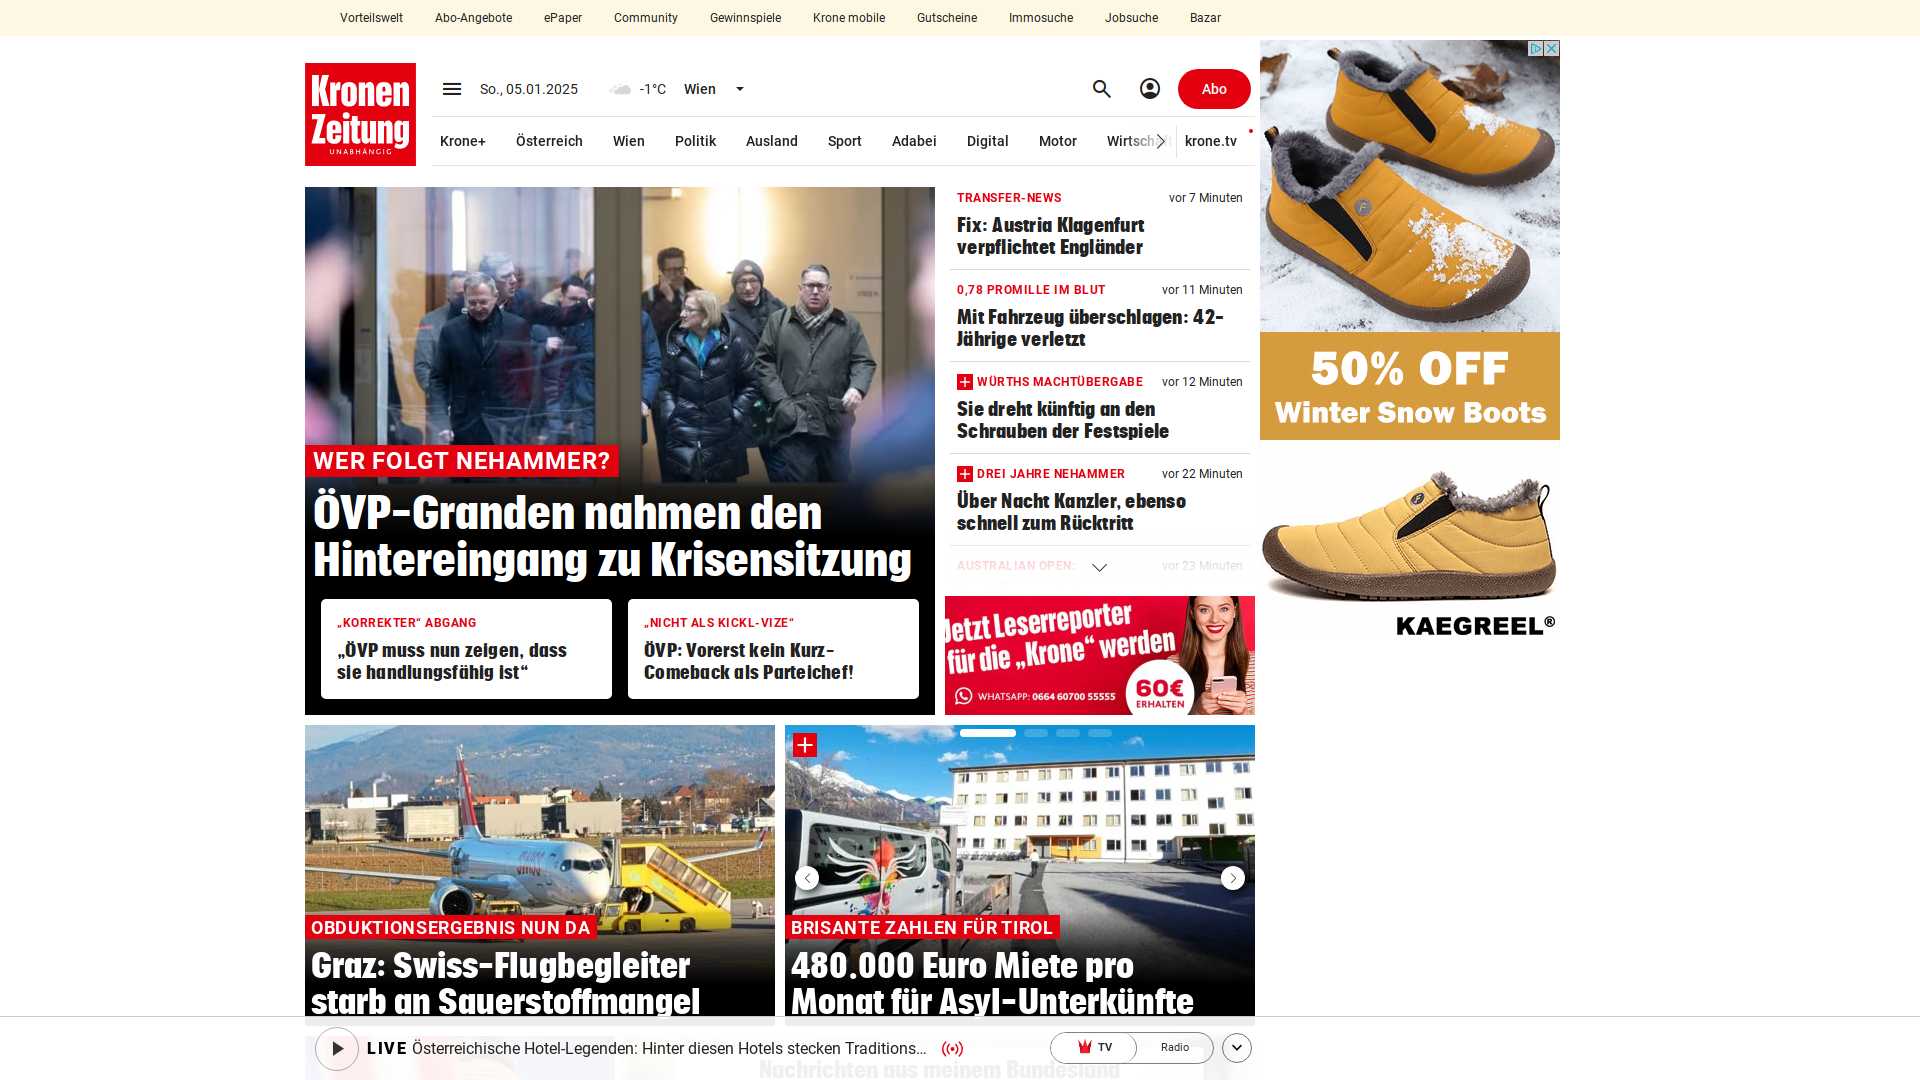 Vorteilswelt Abo-Angebote ePaper Community Gewinnspiele Krone mobile Gutscheine Immosuche Jobsuche Bazar
Kronen
Zeitung
UNABHÄNGIG
So., 05.01.2025 -1°C Wien
Abo
Krone+ Österreich Wien Politik Ausland Sport Adabei Digital Motor Wirtschaft krone.tv
WER FOLGT NEHAMMER?
ÖVP-Granden nahmen den
Hintereingang zu Krisensitzung
„KORREKTER“ ABGANG
„ÖVP muss nun zeigen, dass
sie handlungsfähig ist“
„NICHT ALS KICKL-VIZE“
ÖVP: Vorerst kein Kurz-
Comeback als Parteichef!
TRANSFER-NEWS vor 7 Minuten
Fix: Austria Klagenfurt
verpflichtet Engländer
0,78 PROMILLE IM BLUT vor 11 Minuten
Mit Fahrzeug überschlagen: 42-
Jährige verletzt
WÜRTHS MACHTÜBERGABE vor 12 Minuten
Sie dreht künftig an den
Schrauben der Festspiele
DREI JAHRE NEHAMMER vor 22 Minuten
Über Nacht Kanzler, ebenso
schnell zum Rücktritt
AUSTRALIAN OPEN: vor 23 Minuten
Jetzt Leserreporter
für die „Krone“ werden
WHATSAPP: 0664 60700 55555
60€
ERHALTEN
50% OFF
Winter Snow Boots
KAEGREEL®
OBDUKTIONSERGEBNIS NUN DA
Graz: Swiss-Flugbegleiter
starb an Sauerstoffmangel
BRISANTE ZAHLEN FÜR TIROL
480.000 Euro Miete pro
Monat für Asyl-Unterkünfte
LIVE Österreichische Hotel-Legenden: Hinter diesen Hotels stecken Traditions...
TV Radio
Nachrichten aus meinem Bundesland